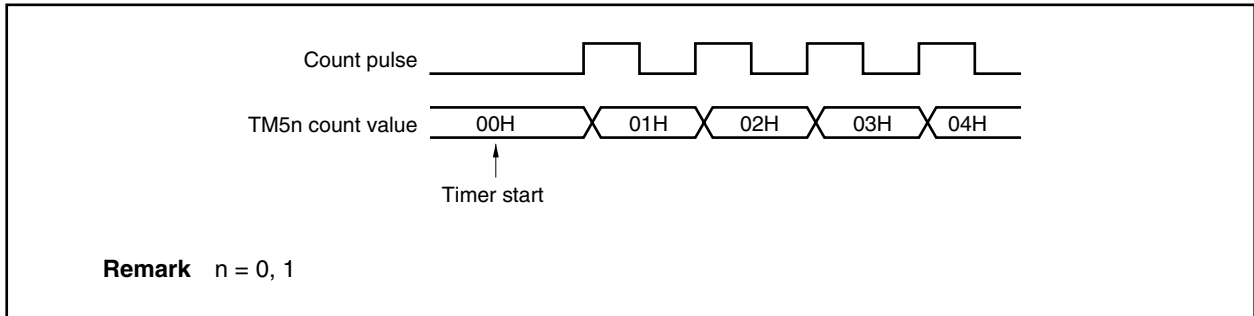 Count pulse
TM5n count value 00H 01H 02H 03H 04H
Timer start
Remark n = 0, 1